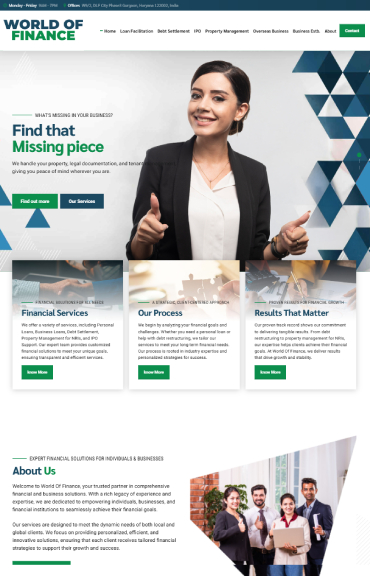 Monday - Friday
Offices
WORLD OF
FINANCE
Home Loan Facilitation Debt Settlement IPO Property Management Overseas Business Business Exits. About Contact
WHAT'S MISSING IN YOUR BUSINESS?
Find that
Missing piece
We handle your property, legal documentation, and tenant
giving you peace of mind wherever you are.
Find out more Our Services
FINANCIAL SOLUTIONS FOR ALL NEEDS
Financial Services
We offer a variety of services, including Personal
Loans, Business Loans, Debt Settlement,
Property Management for NRIs, and IPO
Support. Our expert team provides customized
financial solutions to meet your unique goals,
ensuring transparent and efficient services.
Know More
A STRATEGIC, CLIENT-CENTERED APPROACH
Our Process
We begin by analyzing your financial goals and
challenges. Whether you need a personal loan or
help with debt restructuring, we tailor our
services to meet your long-term financial needs.
Our process is rooted in industry expertise and
personalized strategies for success.
Know More
PROVEN RESULTS FOR FINANCIAL GROWTH
Results That Matter
Our proven track record shows our commitment
to delivering tangible results. From debt
restructuring to property management for NRIs,
our expertise helps clients achieve their financial
goals. At World Of Finance, we deliver results
that drive growth and stability.
Know More
EXPERT FINANCIAL SOLUTIONS FOR INDIVIDUALS & BUSINESSES
About Us
Welcome to World Of Finance, your trusted partner in comprehensive
financial and business solutions. With a rich legacy of experience and
expertise, we are dedicated to empowering individuals, businesses, and
financial institutions to seamlessly achieve their financial goals.
Our services are designed to meet the dynamic needs of both local and
global clients. We focus on providing personalized, efficient, and
innovative solutions, ensuring that each client receives tailored financial
strategies to support their growth and success.